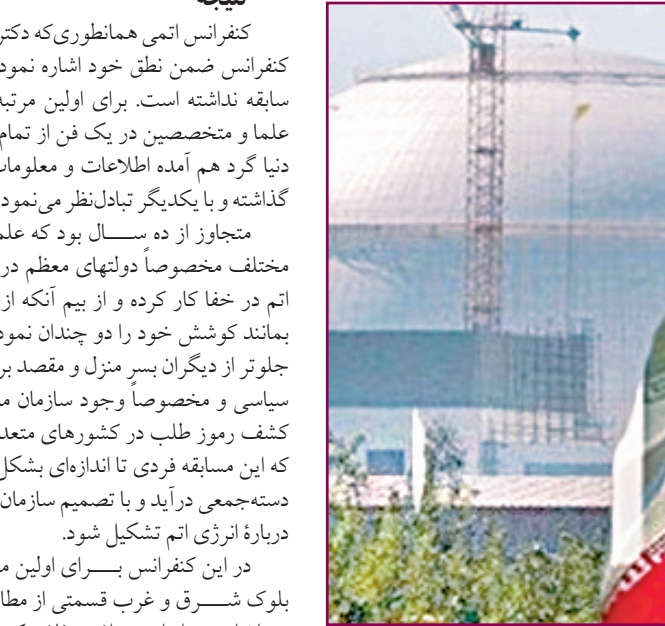 نتیجه
کنفرانس اتمی همانطوری‌که دکتر
کنفرانس ضمن نطق خود اشاره نمود
سابقه نداشته است. برای اولین مرتبه
علما و متخصصین در یک فن از تمام
دنیا گرد هم آمده اطلاعات و معلومات
گذاشته و با یکدیگر تبادل‌نظر می‌نمود
متجاوز از ده ســـال بود که علم
مختلف مخصوصاً دولتهای معظم در
اتم در خفا کار کرده و از بیم آنکه از
بمانند کوشش خود را دو چندان نمود
جلوتر از دیگران بسرِ منزل و مقصد بر
سیاسی و مخصوصاً وجود سازمان م
کشف رموز طلب در کشورهای متعد
که این مسابقه فردی تا اندازه‌ای بشکل
دسته‌جمعی درآید و با تصمیم سازمان
دربارهٔ انرژی اتم تشکیل شود.
در این کنفرانس بـــرای اولین م
بلوک شـــرق و غرب قسمتی از مطا